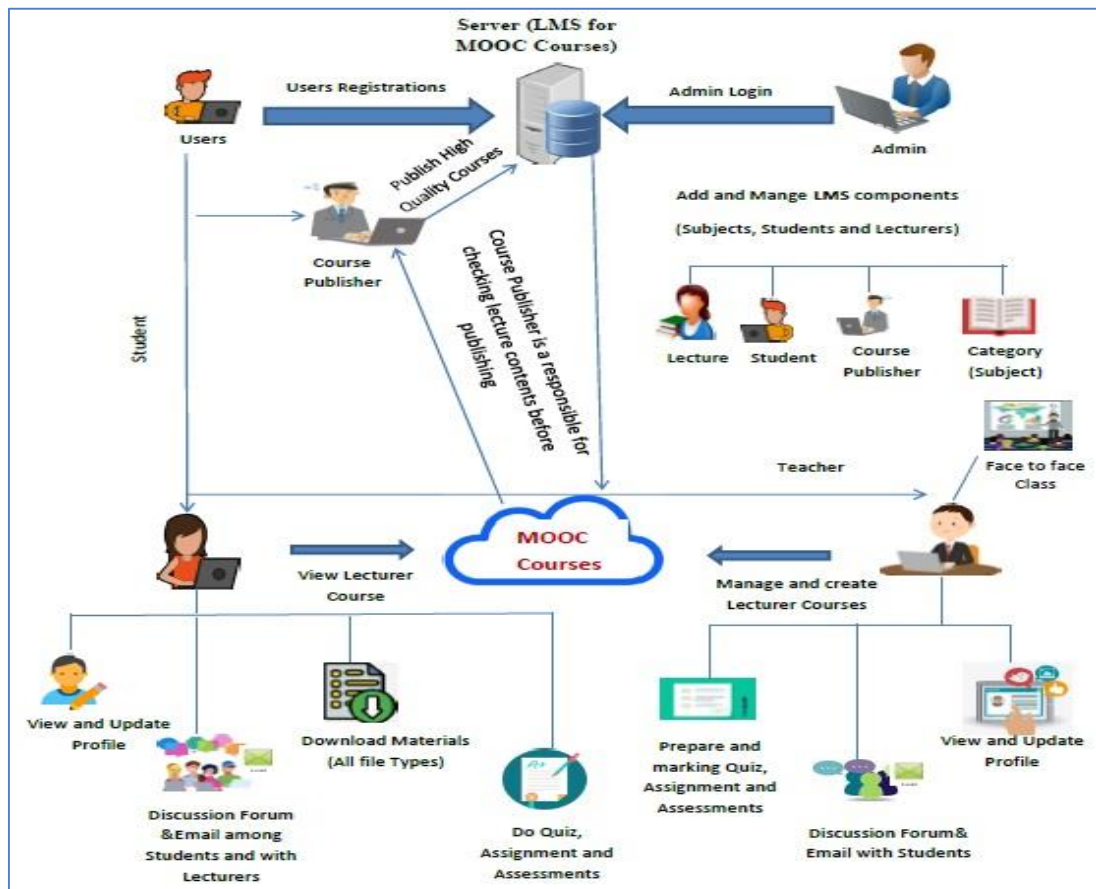 Server (LMS for
MOOC Courses)
Users Registrations
Admin Login
Users
Admin
Publish High
Quality Courses
Add and Mange LMS components
(Subjects, Students and Lecturers)
Course
Publisher
Course Publisher is a responsible for
checking lecture contents before
publishing
Student
Lecture
Student
Course
Publisher
Category
(Subject)
Teacher
Face to face
Class
MOOC
Courses
View Lecturer
Course
Manage and create
Lecturer Courses
View and Update
Profile
Download Materials
(All file Types)
A+
Prepare and
marking Quiz,
Assignment and
Assessments
View and Update
Profile
Discussion Forum
&Email among
Students and with
Lecturers
Do Quiz,
Assignment and
Assessments
Discussion Forum&
Email with Students